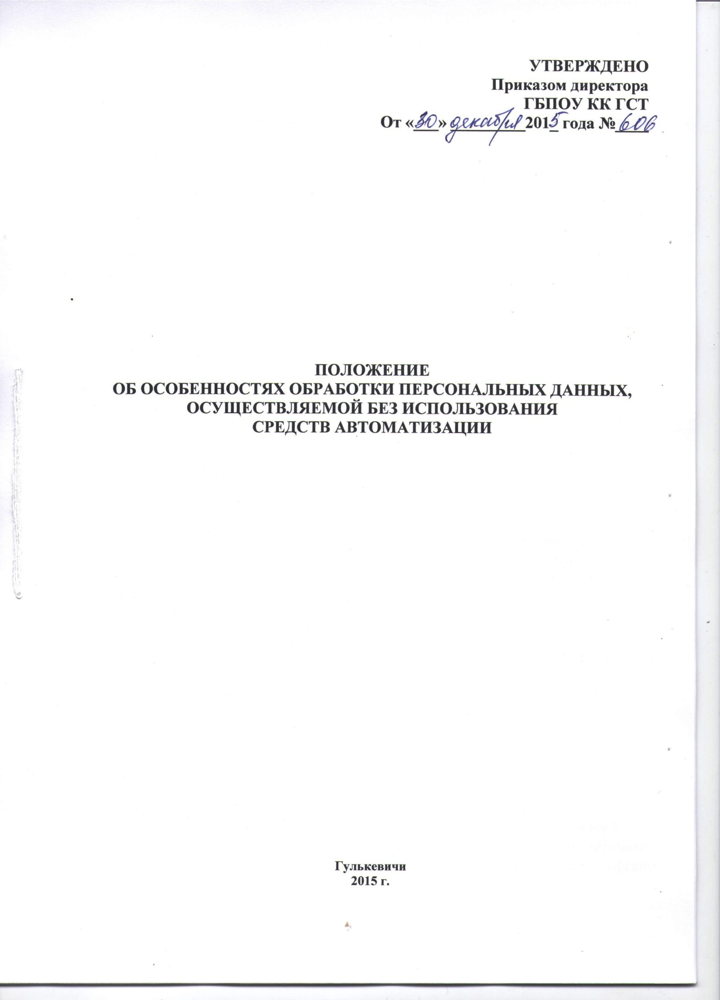 УТВЕРЖДЕНО
Приказом директора
ГБПОУ КК ГСТ
От «30» декабря 2015 года № 606
ПОЛОЖЕНИЕ
ОБ ОСОБЕННОСТЯХ ОБРАБОТКИ ПЕРСОНАЛЬНЫХ ДАННЫХ,
ОСУЩЕСТВЛЯЕМОЙ БЕЗ ИСПОЛЬЗОВАНИЯ
СРЕДСТВ АВТОМАТИЗАЦИИ
Гулькевичи
2015 г.